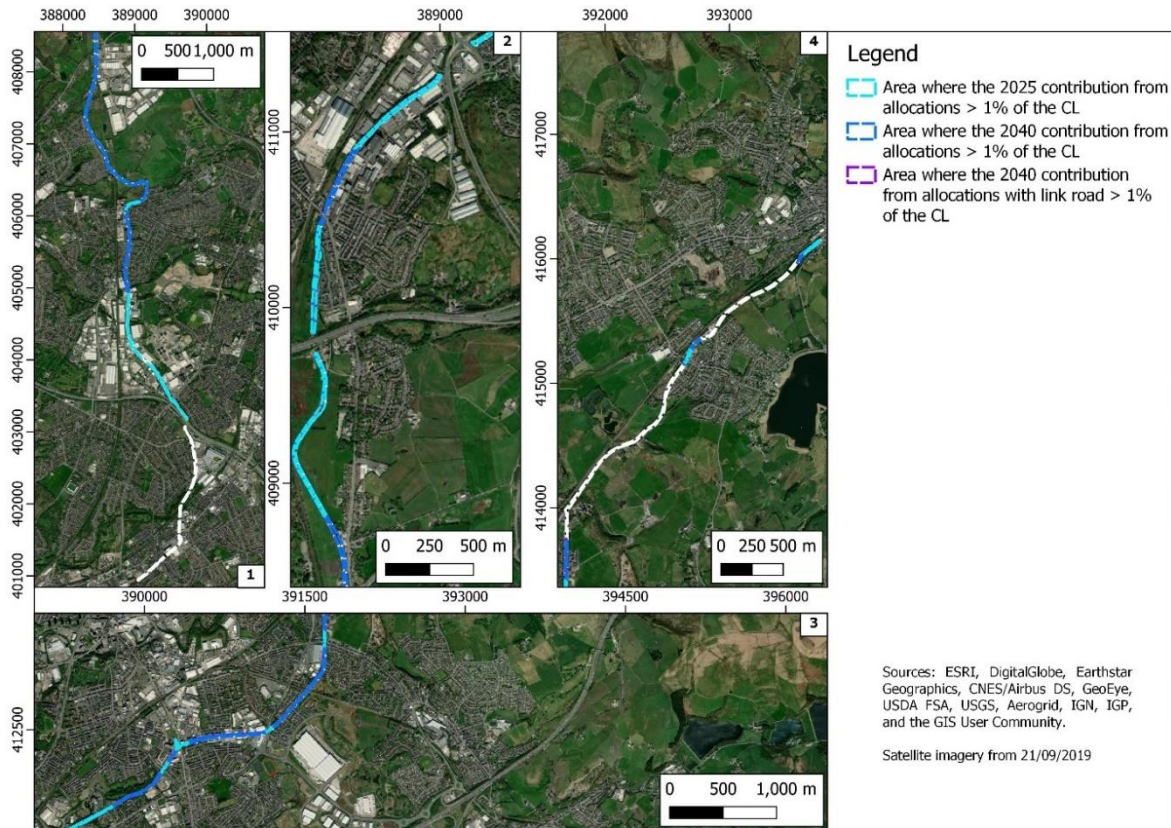 388000 389000 390000
389000
392000 393000
1
0 500 1,000 m
408000
407000
406000
405000
404000
403000
402000
401000
2
411000
410000
409000
0 250 500 m
4
417000
416000
415000
414000
0 250 500 m
390000 391500 393000 394500 396000
3
412500
0 500 1,000 m
Legend
Area where the 2025 contribution from
allocations > 1% of the CL
Area where the 2040 contribution from
allocations > 1% of the CL
Area where the 2040 contribution
from allocations with link road > 1%
of the CL
Sources: ESRI, DigitalGlobe, Earthstar
Geographics, CNES/Airbus DS, GeoEye,
USDA FSA, USGS, Aerogrid, IGN, IGP,
and the GIS User Community.
Satellite imagery from 21/09/2019